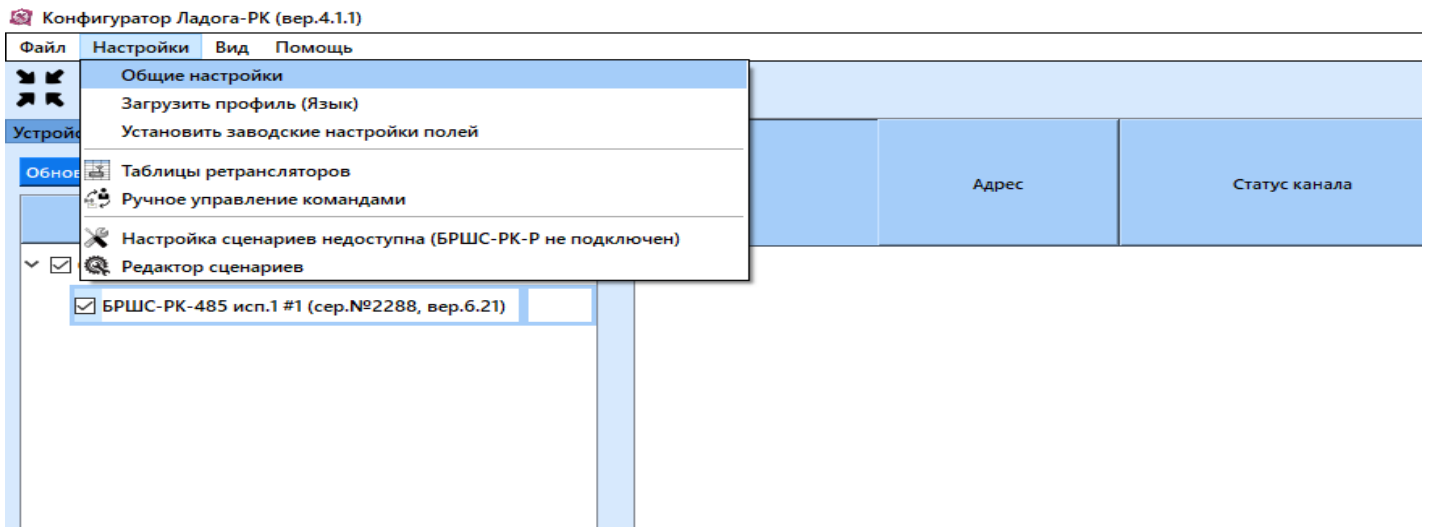 Конфигуратор Ладога-РК (вер.4.1.1)
Файл Настройки Вид Помощь
Общие настройки
Загрузить профиль (Язык)
Установить заводские настройки полей
Таблицы ретрансляторов
Ручное управление командами
Настройка сценариев недоступна (БРШС-РК-Р не подключен)
Редактор сценариев
Адрес
Статус канала
БРШС-РК-485 исп.1 #1 (сер.№2288, вер.6.21)